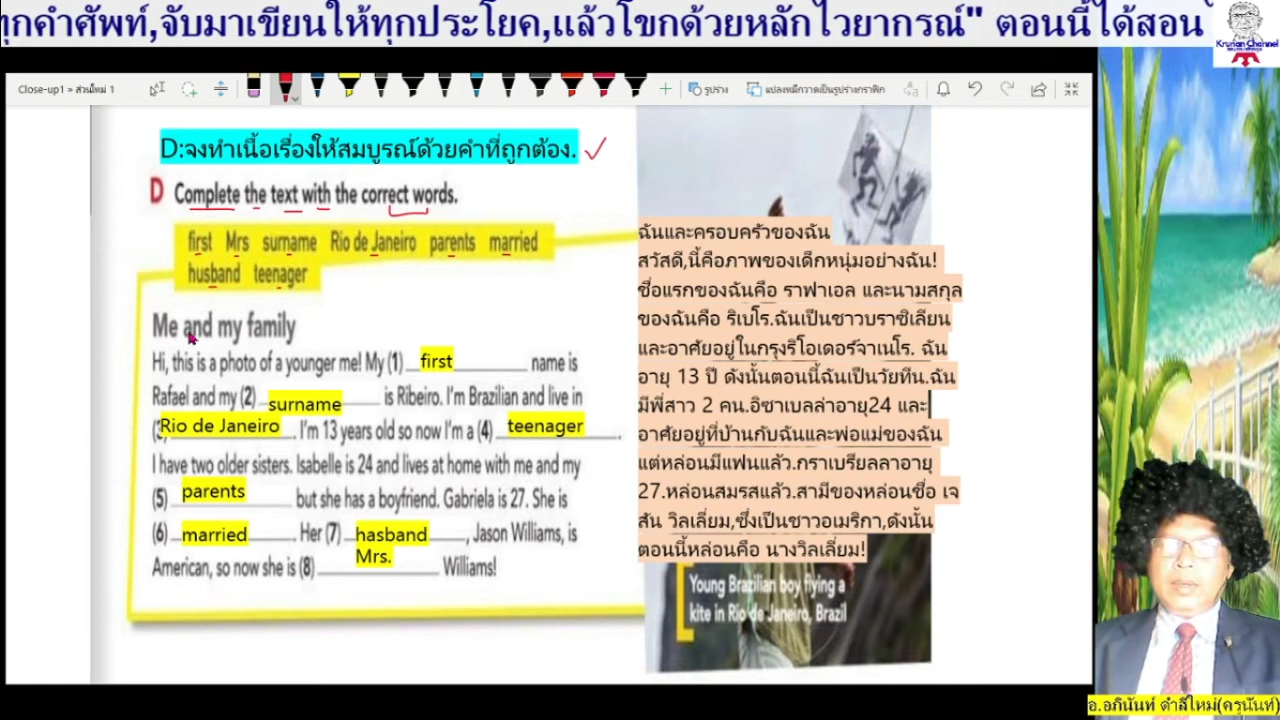 ทุกคำศัพท์,จับมาเขียนให้ทุกประโยค,แล้วโขกด้วยหลักไวยากรณ์" ตอนนี้ได้สอน
Krunan Channel
Close-up1 » ส่วนใหม่ 1
รูปร่าง
แปลงหมึกวาดเป็นรูปร่างกราฟิก
D:จงทำเนื้อเรื่องให้สมบูรณ์ด้วยคำที่ถูกต้อง.
D Complete the text with the correct words.
first Mrs surname Rio de Janeiro parents married
husband teenager
Me and my family
Hi, this is a photo of a younger me! My (1) first name is
Rafael and my (2) surname is Ribeiro. I'm Brazilian and live in
(3) Rio de Janeiro . I'm 13 years old so now I'm a (4) teenager .
I have two older sisters. Isabelle is 24 and lives at home with me and my
(5) parents but she has a boyfriend. Gabriela is 27. She is
(6) married . Her (7) hasband , Jason Williams, is
American, so now she is (8) Mrs. Williams!
ฉันและครอบครัวของฉัน
สวัสดี,นี้คือภาพของเด็กหนุ่มอย่างฉัน!
ชื่อแรกของฉันคือ ราฟาเอล และนามสกุล
ของฉันคือ ริเบโร.ฉันเป็นชาวบราซิเลียน
และอาศัยอยู่ในกรุงริโอเดอร์จาเนโร. ฉัน
อายุ 13 ปี ดังนั้นตอนนี้ฉันเป็นวัยทีน.ฉัน
มีพี่สาว 2 คน.อิซาเบลล่าอายุ24 และ
อาศัยอยู่ที่บ้านกับฉันและพ่อแม่ของฉัน
แต่หล่อนมีแฟนแล้ว.กราเบรียลลาอายุ
27.หล่อนสมรสแล้ว.สามีของหล่อนชื่อ เจ
สัน วิลเลี่ยม,ซึ่งเป็นชาวอเมริกา,ดังนั้น
ตอนนี้หล่อนคือ นางวิลเลี่ยม!
Young Brazilian boy flying a
kite in Rio de Janeiro, Brazil
อ.อภินันท์ ดำสีใหม่(ครูนันท์)